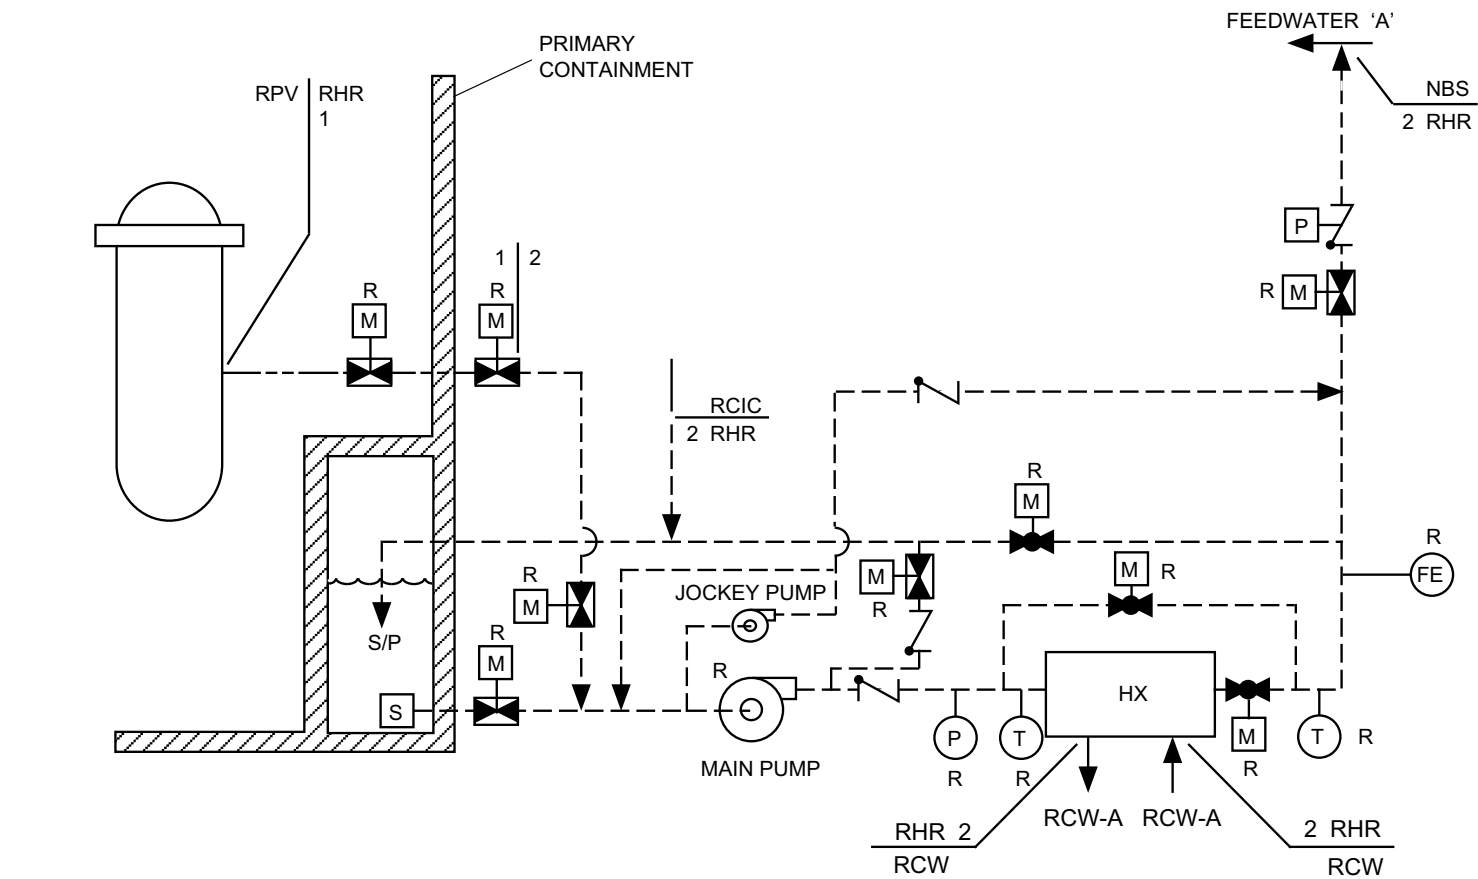 FEEDWATER ‘A’
PRIMARY
CONTAINMENT
RPV RHR
1
NBS
2 RHR
P
1 2
R
M
R
M
R M
RCIC
2 RHR
R
M
R
FE
M
R
M R
R
M
JOCKEY PUMP
S/P
R
M
R
S
HX
MAIN PUMP
P
R
T
R
M
R
T R
RCW-A RCW-A
RHR 2
RCW
2 RHR
RCW